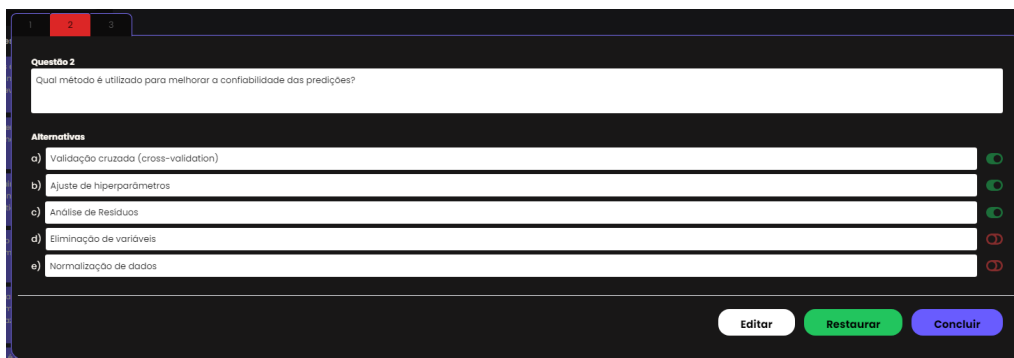 1 2 3
Questão 2
Qual método é utilizado para melhorar a confiabilidade das predições?
Alternativas
a) Validação cruzada (cross-validation)
b) Ajuste de hiperparâmetros
c) Análise de Residuos
d) Eliminação de variáveis
e) Normalização de dados
Editar Restaurar Concluir